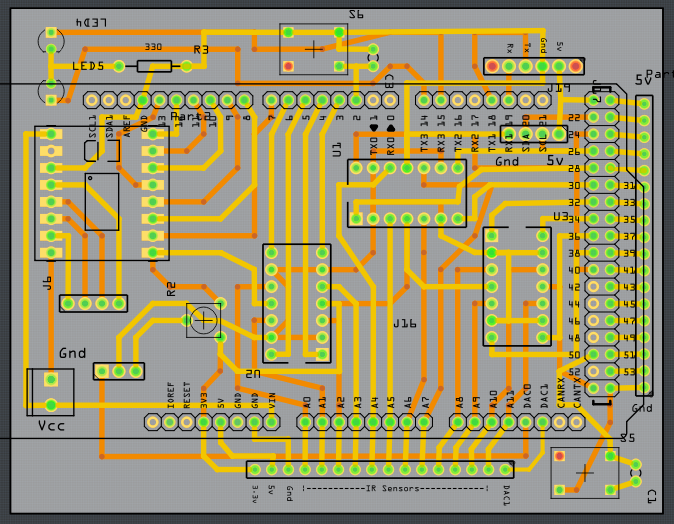 S6
LED4
330
R3
LED5
C3
Rx
Tx
Gnd
5v
J19
5v
Part
SCL1
SDA1
AREF
GND
13
12
11
10
9
8
7
6
5
4
3
2
TX0 1
RX0 0
TX3 14
RX3 15
TX2 16
RX2 17
TX1 18
RX1 19
SDA 20
SCL 21
Part2
U1
Gnd
5v
22
24
26
28
30
31
32
33
U3
34
35
36
37
38
39
40
41
42
43
44
45
46
47
48
49
50
51
52
53
J6
R2
J16
U2
Gnd
Vcc
IOREF
RESET
3V3
5V
GND
GND
VIN
A0
A1
A2
A3
A4
A5
A6
A7
A8
A9
A10
A11
DAC0
DAC1
CANRX
CANTX
Gnd
S5
3.3v
5v
Gnd
IR Sensors
DAC1
C1